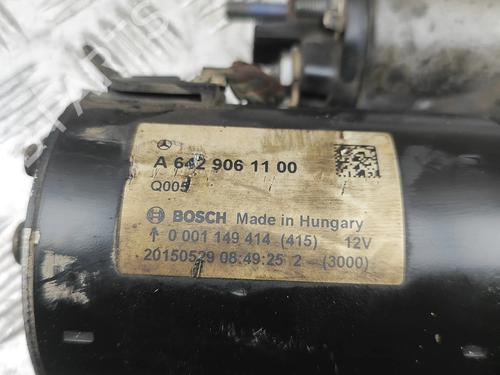 A 642 906 11 00
Q005
BOSCH Made in Hungary
0 001 149 414 (415) 12V
20150529 08:49:25 2 (3000)